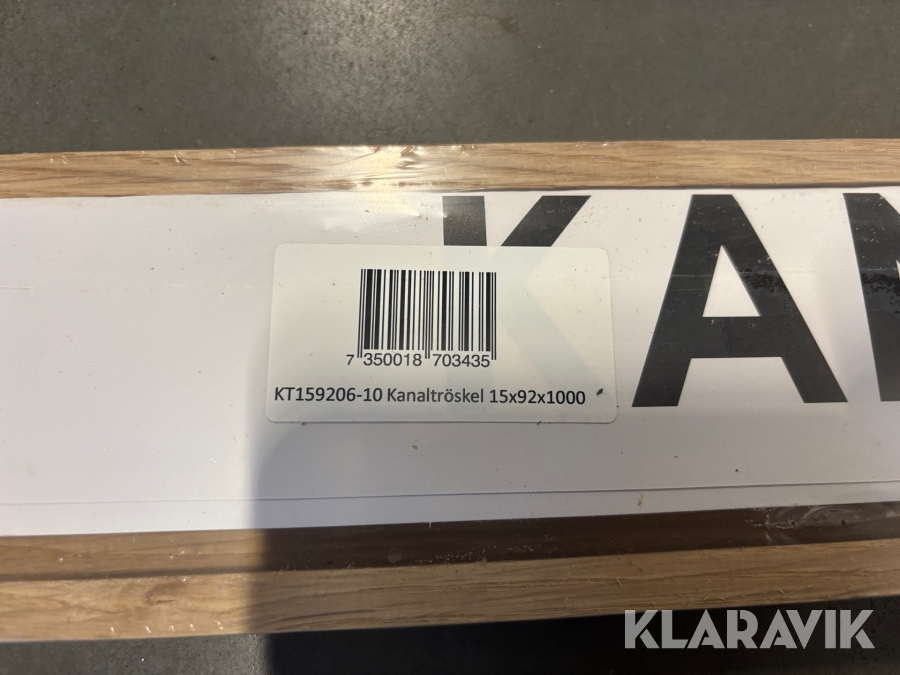 KAN
7 350018 703435
KT159206-10 Kanaltröskel 15x92x1000
KLARAVIK